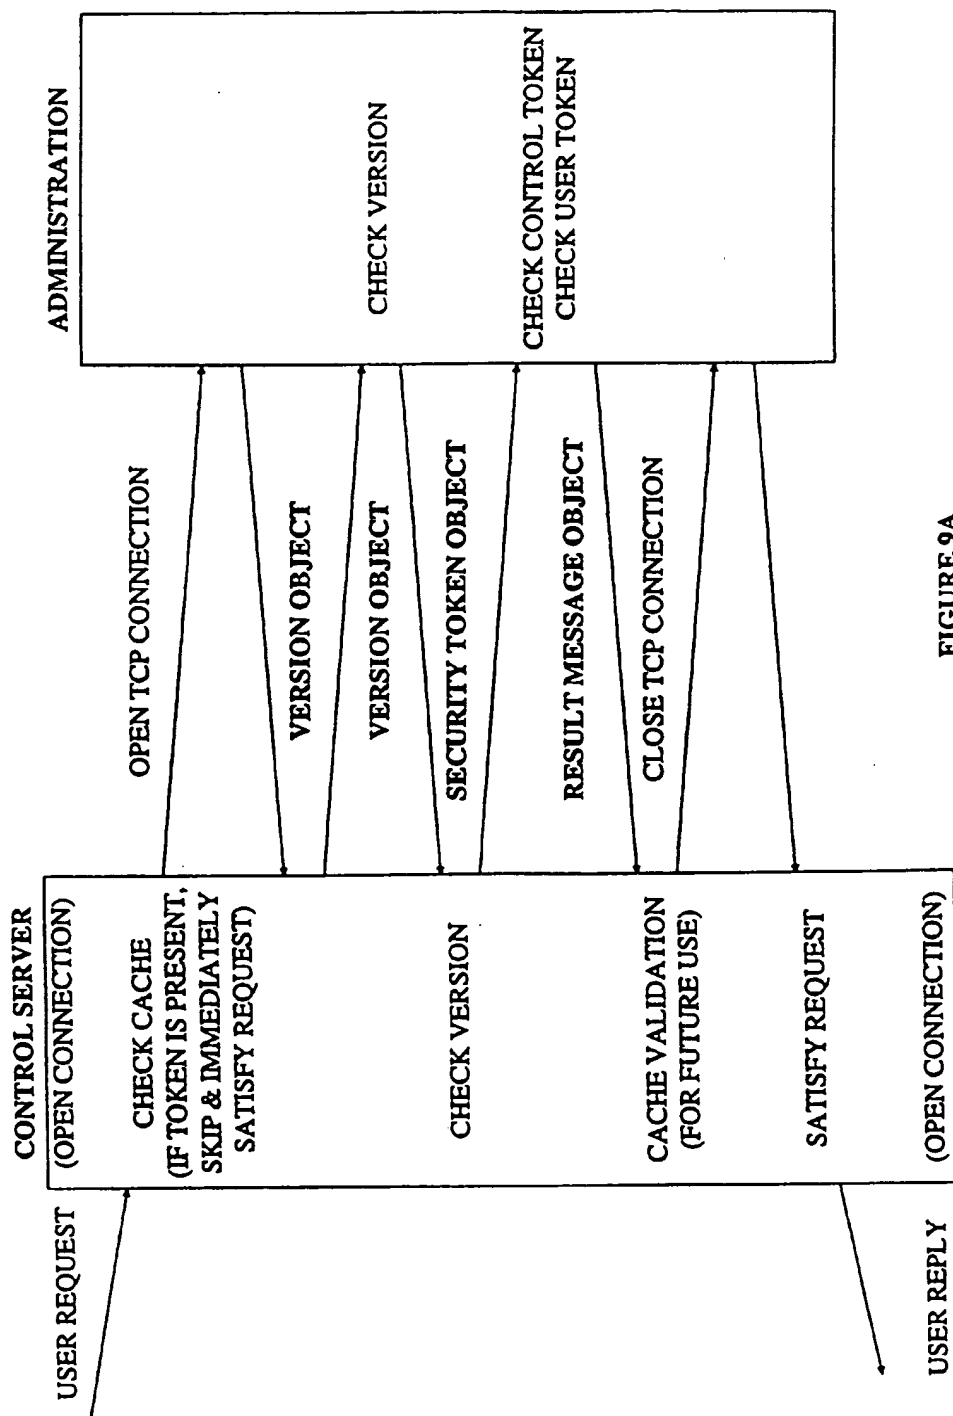 ADMINISTRATION
CHECK VERSION
CHECK CONTROL TOKEN
CHECK USER TOKEN
OPEN TCP CONNECTION
VERSION OBJECT
VERSION OBJECT
SECURITY TOKEN OBJECT
RESULT MESSAGE OBJECT
CLOSE TCP CONNECTION
CONTROL SERVER
(OPEN CONNECTION)
CHECK CACHE
(IF TOKEN IS PRESENT,
SKIP & IMMEDIATELY
SATISFY REQUEST)
CHECK VERSION
CACHE VALIDATION
(FOR FUTURE USE)
SATISFY REQUEST
(OPEN CONNECTION)
USER REQUEST
USER REPLY
FIGURE 9A